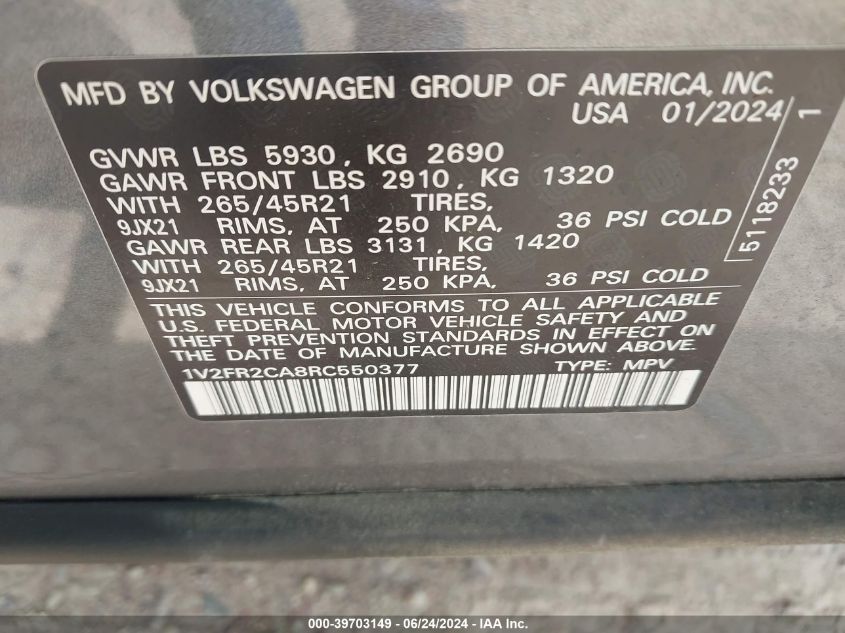 MFD BY VOLKSWAGEN GROUP OF AMERICA, INC.
USA 01/2024
GVWR LBS 5930, KG 2690
GAWR FRONT LBS 2910, KG 1320
WITH 265/45R21 TIRES,
9JX21 RIMS, AT 250 KPA, 36 PSI COLD
GAWR REAR LBS 3131, KG 1420
WITH 265/45R21 TIRES,
9JX21 RIMS, AT 250 KPA, 36 PSI COLD
THIS VEHICLE CONFORMS TO ALL APPLICABLE
U.S. FEDERAL MOTOR VEHICLE SAFETY AND
THEFT PREVENTION STANDARDS IN EFFECT ON
THE DATE OF MANUFACTURE SHOWN ABOVE.
1V2FR2CA8RC550377 TYPE: MPV
5118233 1
000-39703149 - 06/24/2024 - IAA Inc.